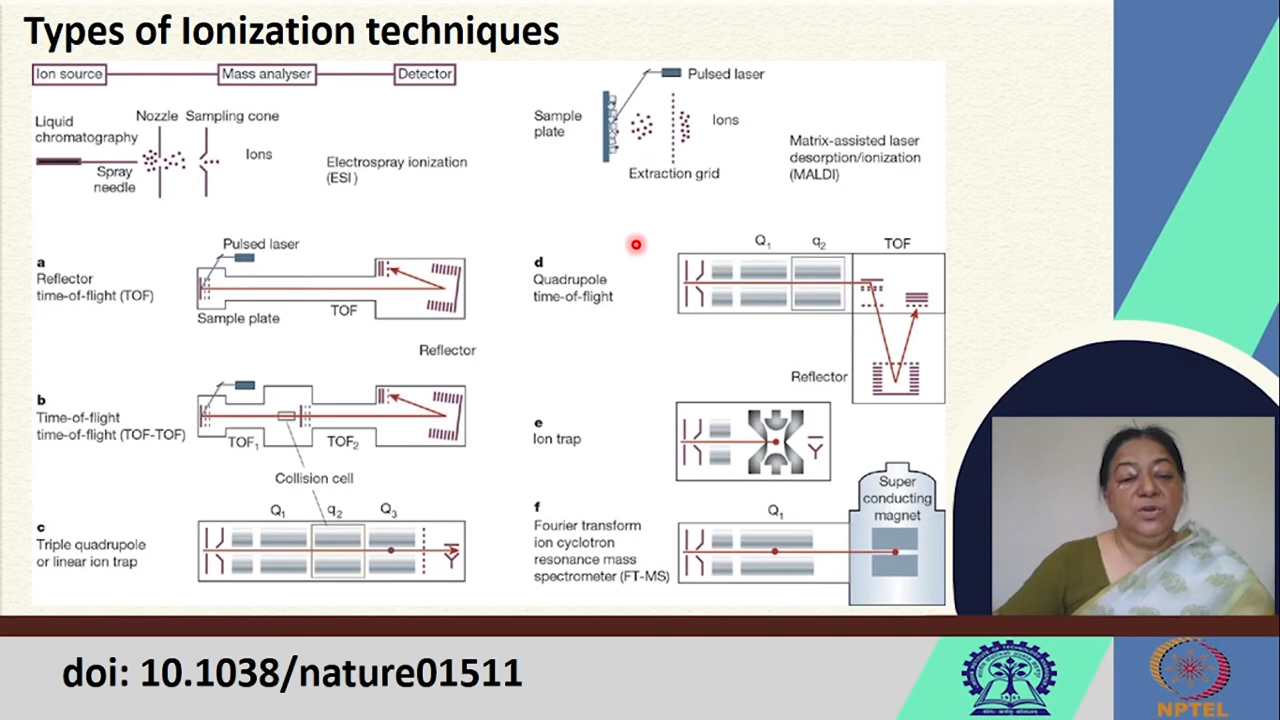 Types of Ionization techniques
Ion source
Mass analyser
Detector
Liquid
chromatography
Nozzle
Sampling cone
Spray
needle
Ions
Electrospray ionization
(ESI)
Sample
plate
Pulsed laser
Ions
Extraction grid
Matrix-assisted laser
desorption/ionization
(MALDI)
a
Reflector
time-of-flight (TOF)
Pulsed laser
Sample plate
TOF
Reflector
b
Time-of-flight
time-of-flight (TOF-TOF)
TOF1
TOF2
Collision cell
c
Triple quadrupole
or linear ion trap
Q1
q2
Q3
d
Quadrupole
time-of-flight
Q1
q2
TOF
Reflector
e
Ion trap
f
Fourier transform
ion cyclotron
resonance mass
spectrometer (FT-MS)
Q1
Super
conducting
magnet
doi: 10.1038/nature01511
NPTEL